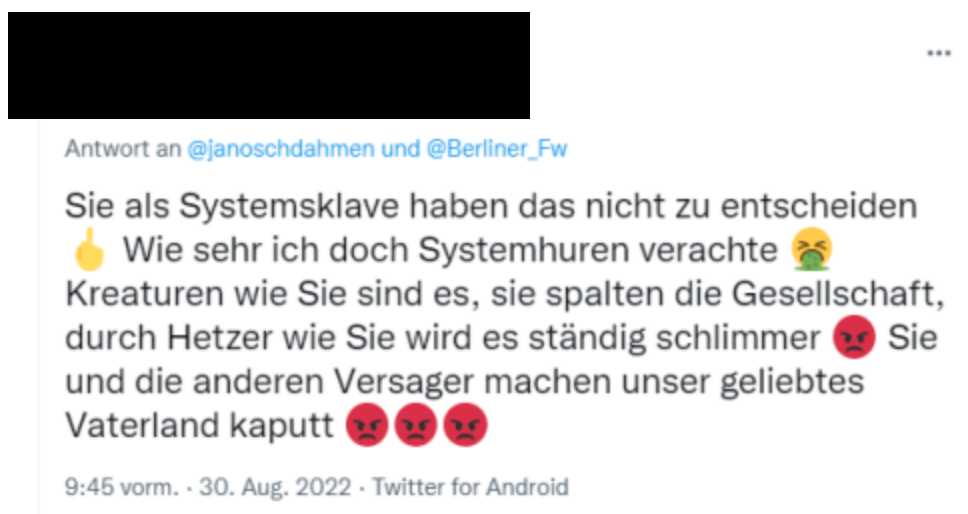 Antwort an @janoschdahmen und @Berliner_Fw
Sie als Systemsklave haben das nicht zu entscheiden
🖕 Wie sehr ich doch Systemhuren verachte 🤮
Kreaturen wie Sie sind es, sie spalten die Gesellschaft,
durch Hetzer wie Sie wird es ständig schlimmer 😡 Sie
und die anderen Versager machen unser geliebtes
Vaterland kaputt 😡😡😡
9:45 vorm. · 30. Aug. 2022 · Twitter for Android